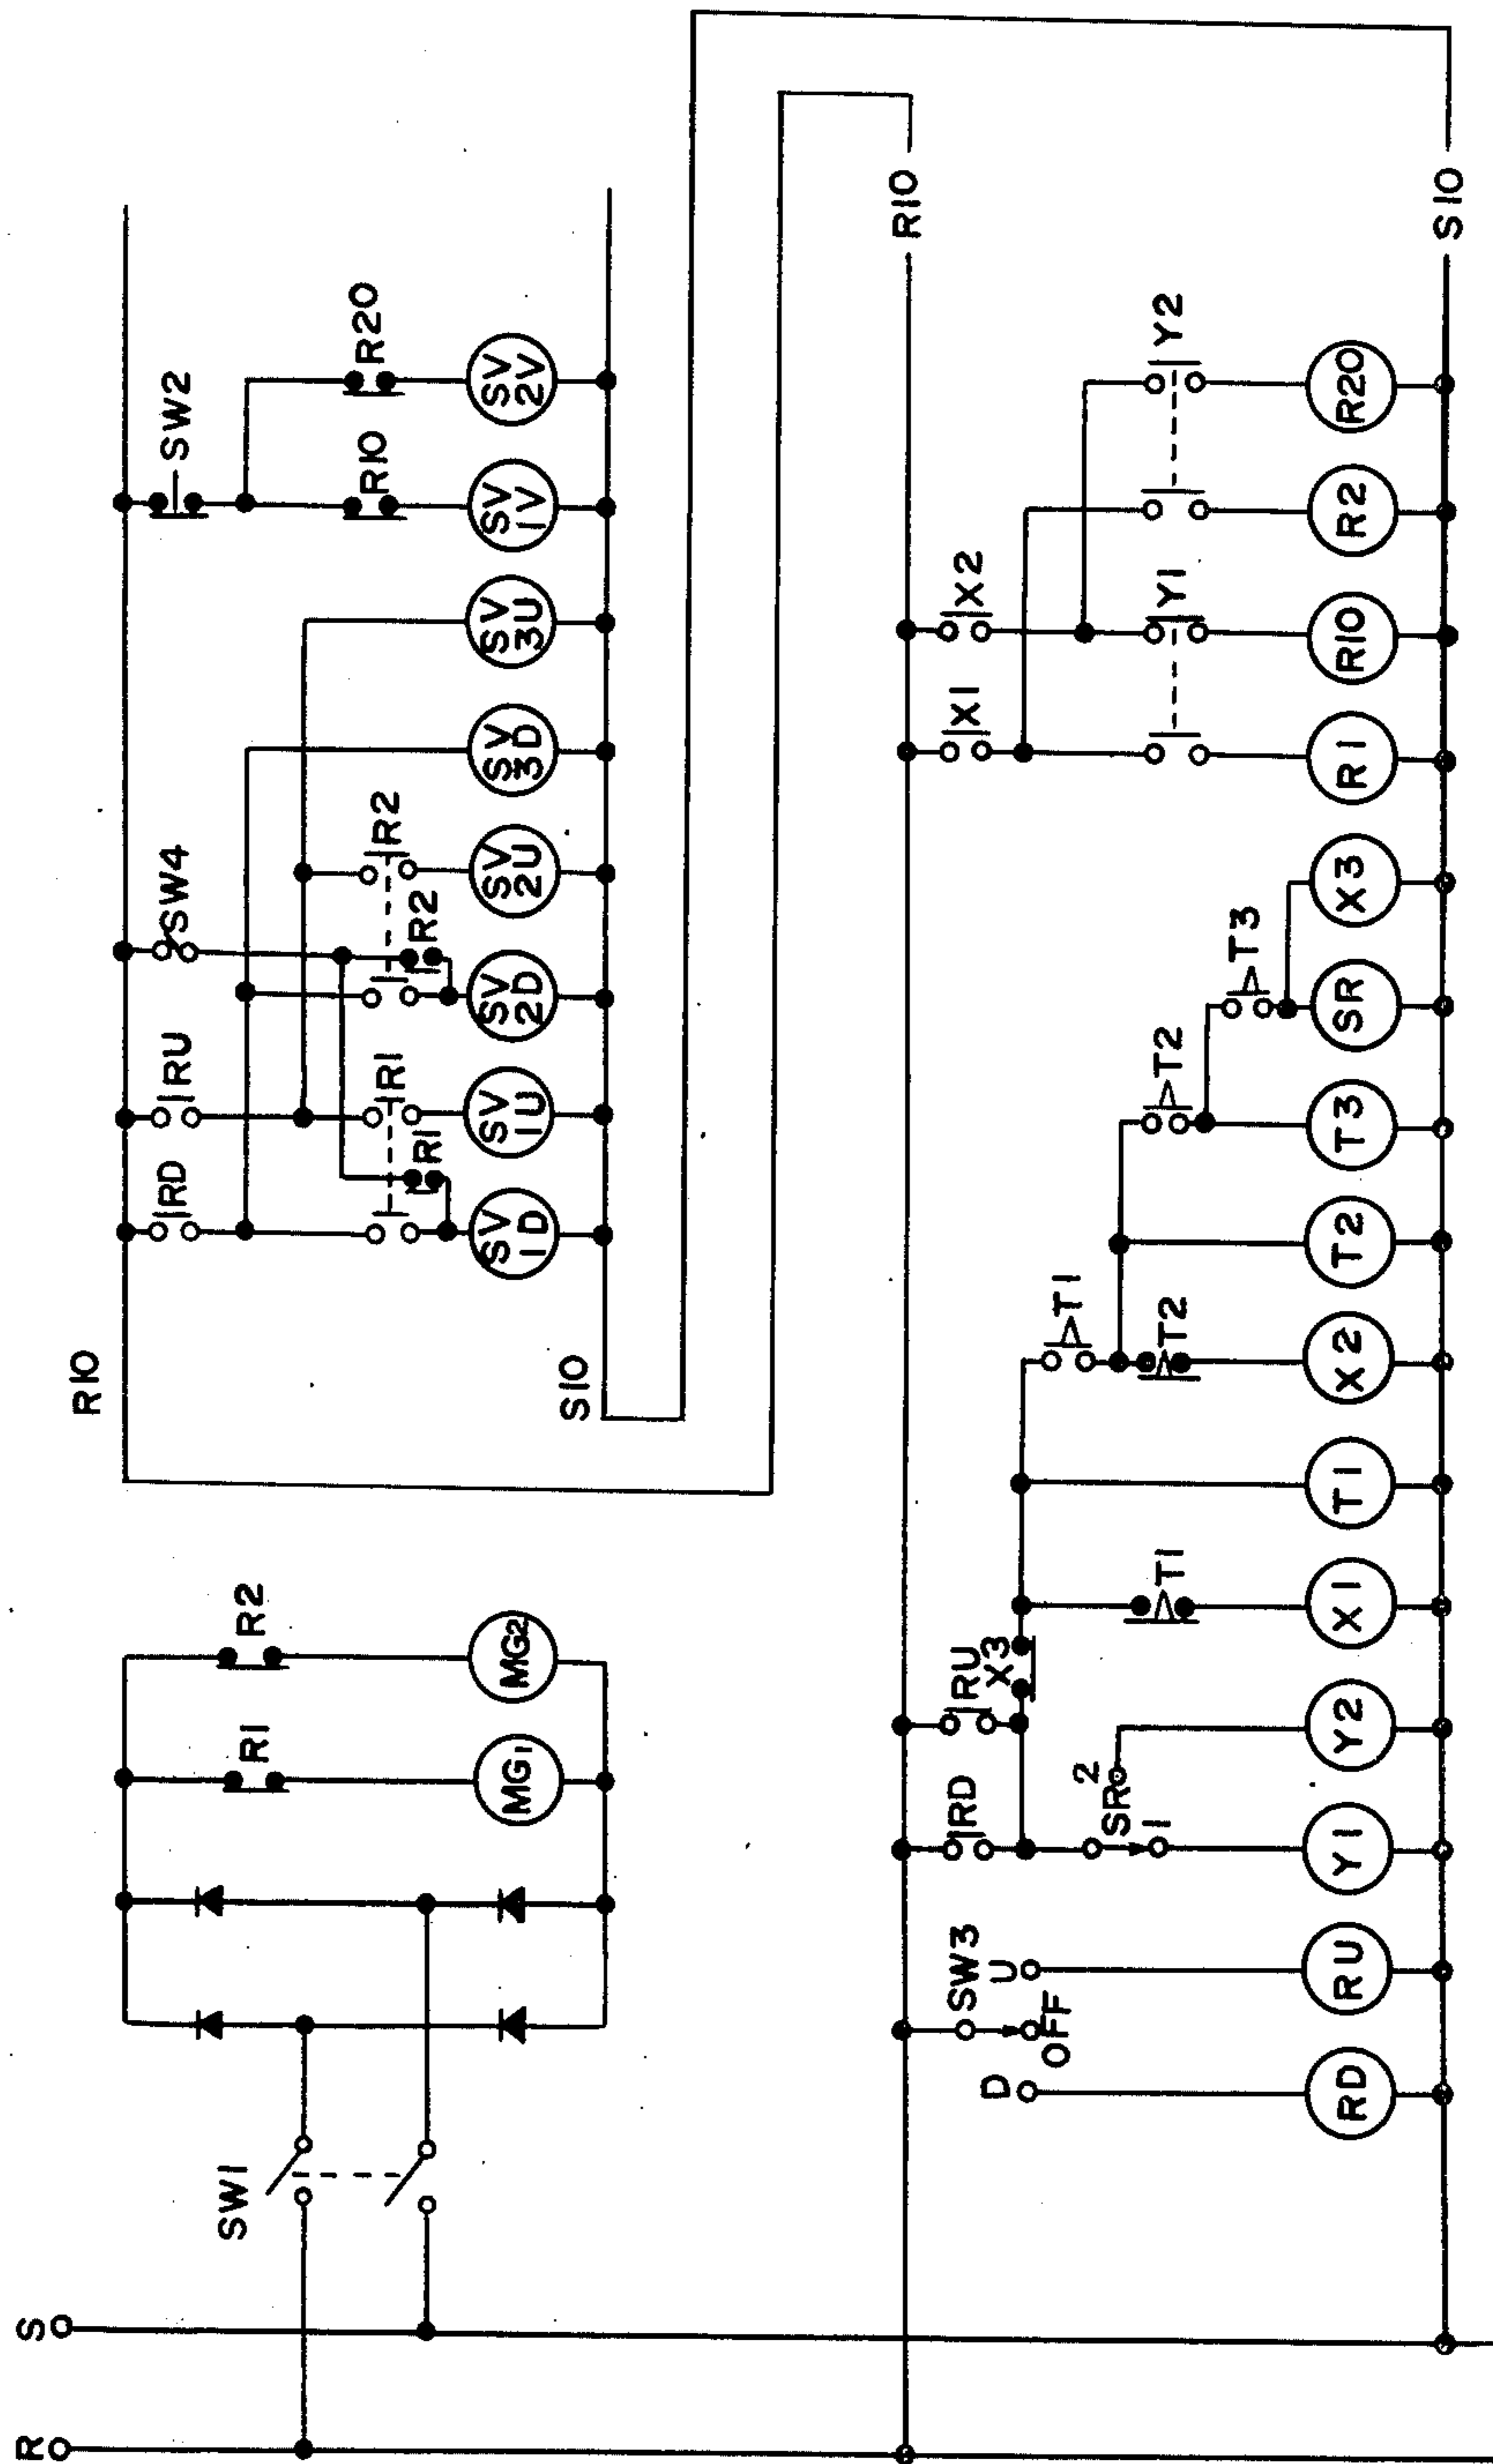 R
S
SW1
R1
R2
MG1
MG2
R10
S10
RD
RU
SW4
R1
R1
R2
R2
SW2
R10
R20
SV 1D
SV 1U
SV 2D
SV 2U
SV 3D
SV 3U
SV 1V
SV 2V
R10
S10
D
OFF
U
SW3
RD
RU
X3
SR
1
2
T1
T1
T2
T2
T3
X1
X2
Y1
Y2
RD
RU
Y1
Y2
X1
T1
X2
T2
T3
SR
X3
R1
R10
R2
R20